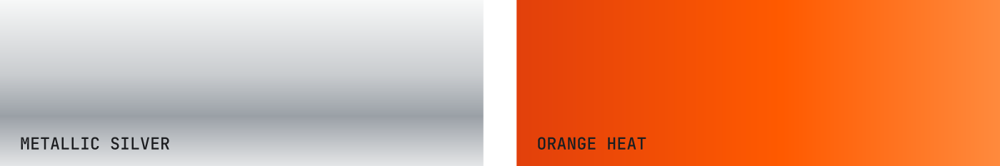 METALLIC SILVER
ORANGE HEAT